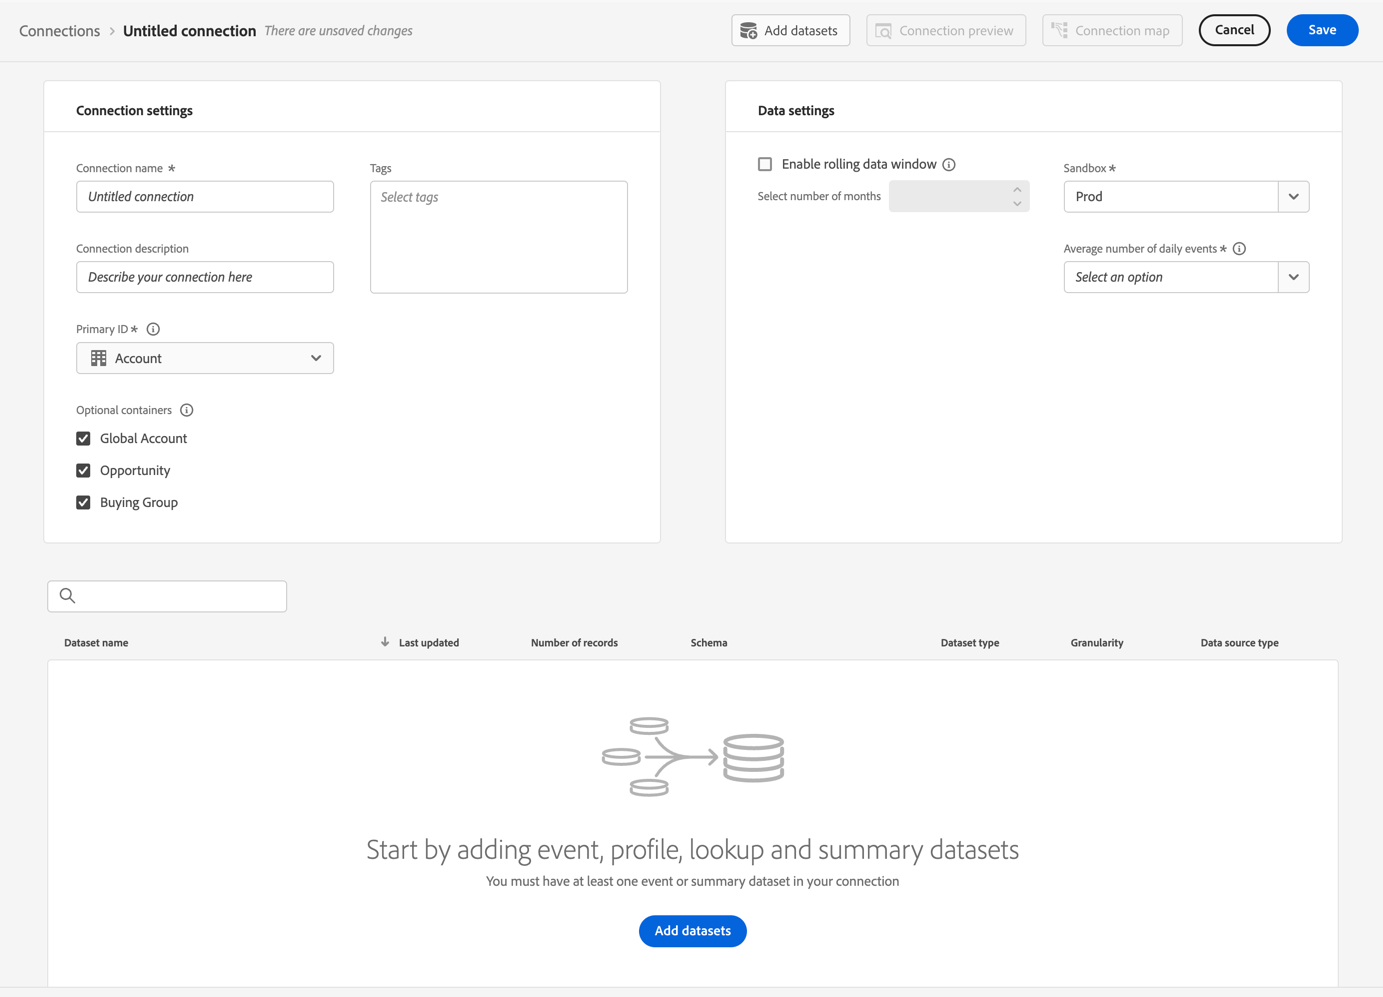 Connections > Untitled connection There are unsaved changes
Add datasets
Connection preview
Connection map
Cancel
Save
Connection settings
Connection name *
Untitled connection
Tags
Select tags
Connection description
Describe your connection here
Primary ID *
Account
Optional containers
Global Account
Opportunity
Buying Group
Data settings
Enable rolling data window
Select number of months
Sandbox *
Prod
Average number of daily events *
Select an option
Dataset name
Last updated
Number of records
Schema
Dataset type
Granularity
Data source type
Start by adding event, profile, lookup and summary datasets
You must have at least one event or summary dataset in your connection
Add datasets